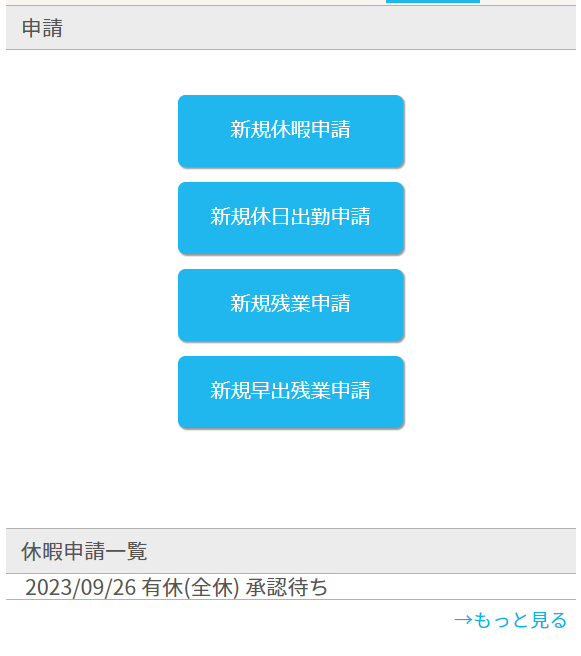 申請
新規休暇申請
新規休日出勤申請
新規残業申請
新規早出残業申請
休暇申請一覧
2023/09/26 有休(全休) 承認待ち
→もっと見る